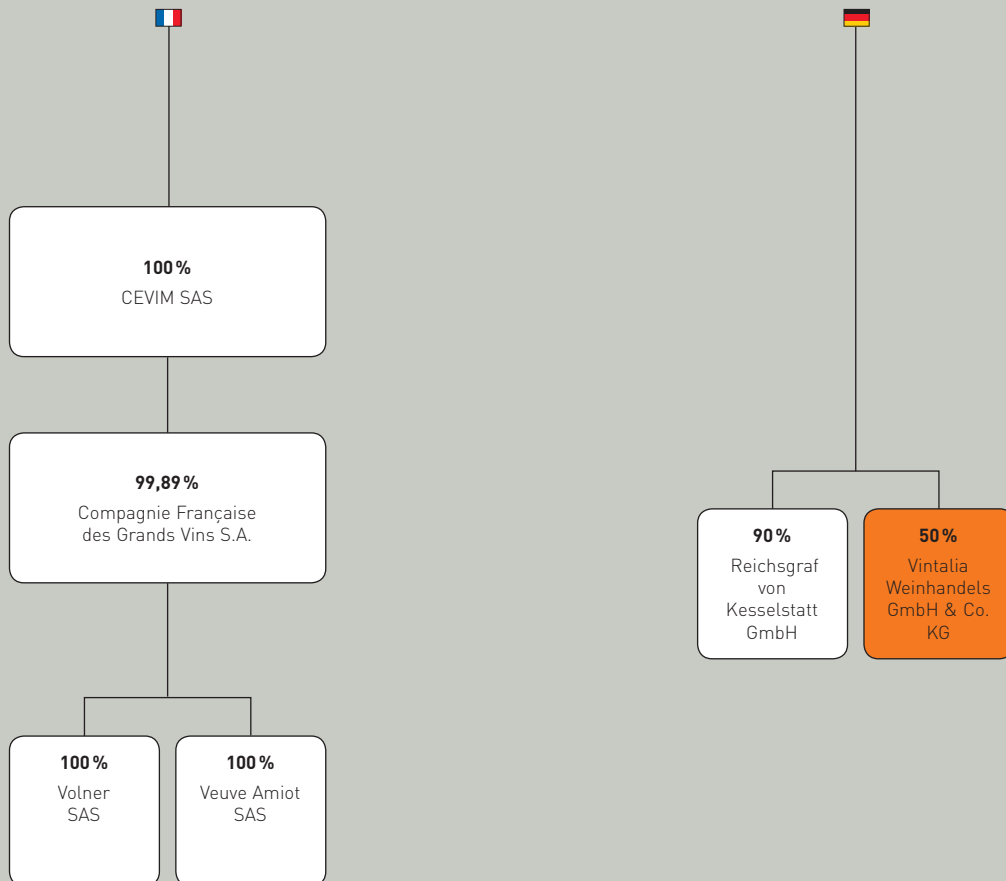 100 %
CEVIM SAS
99,89 %
Compagnie Française
des Grands Vins S.A.
90 %
Reichsgraf
von
Kesselstatt
GmbH
50 %
Vintalia
Weinhandels
GmbH & Co.
KG
100 %
Volner
SAS
100 %
Veuve Amiot
SAS